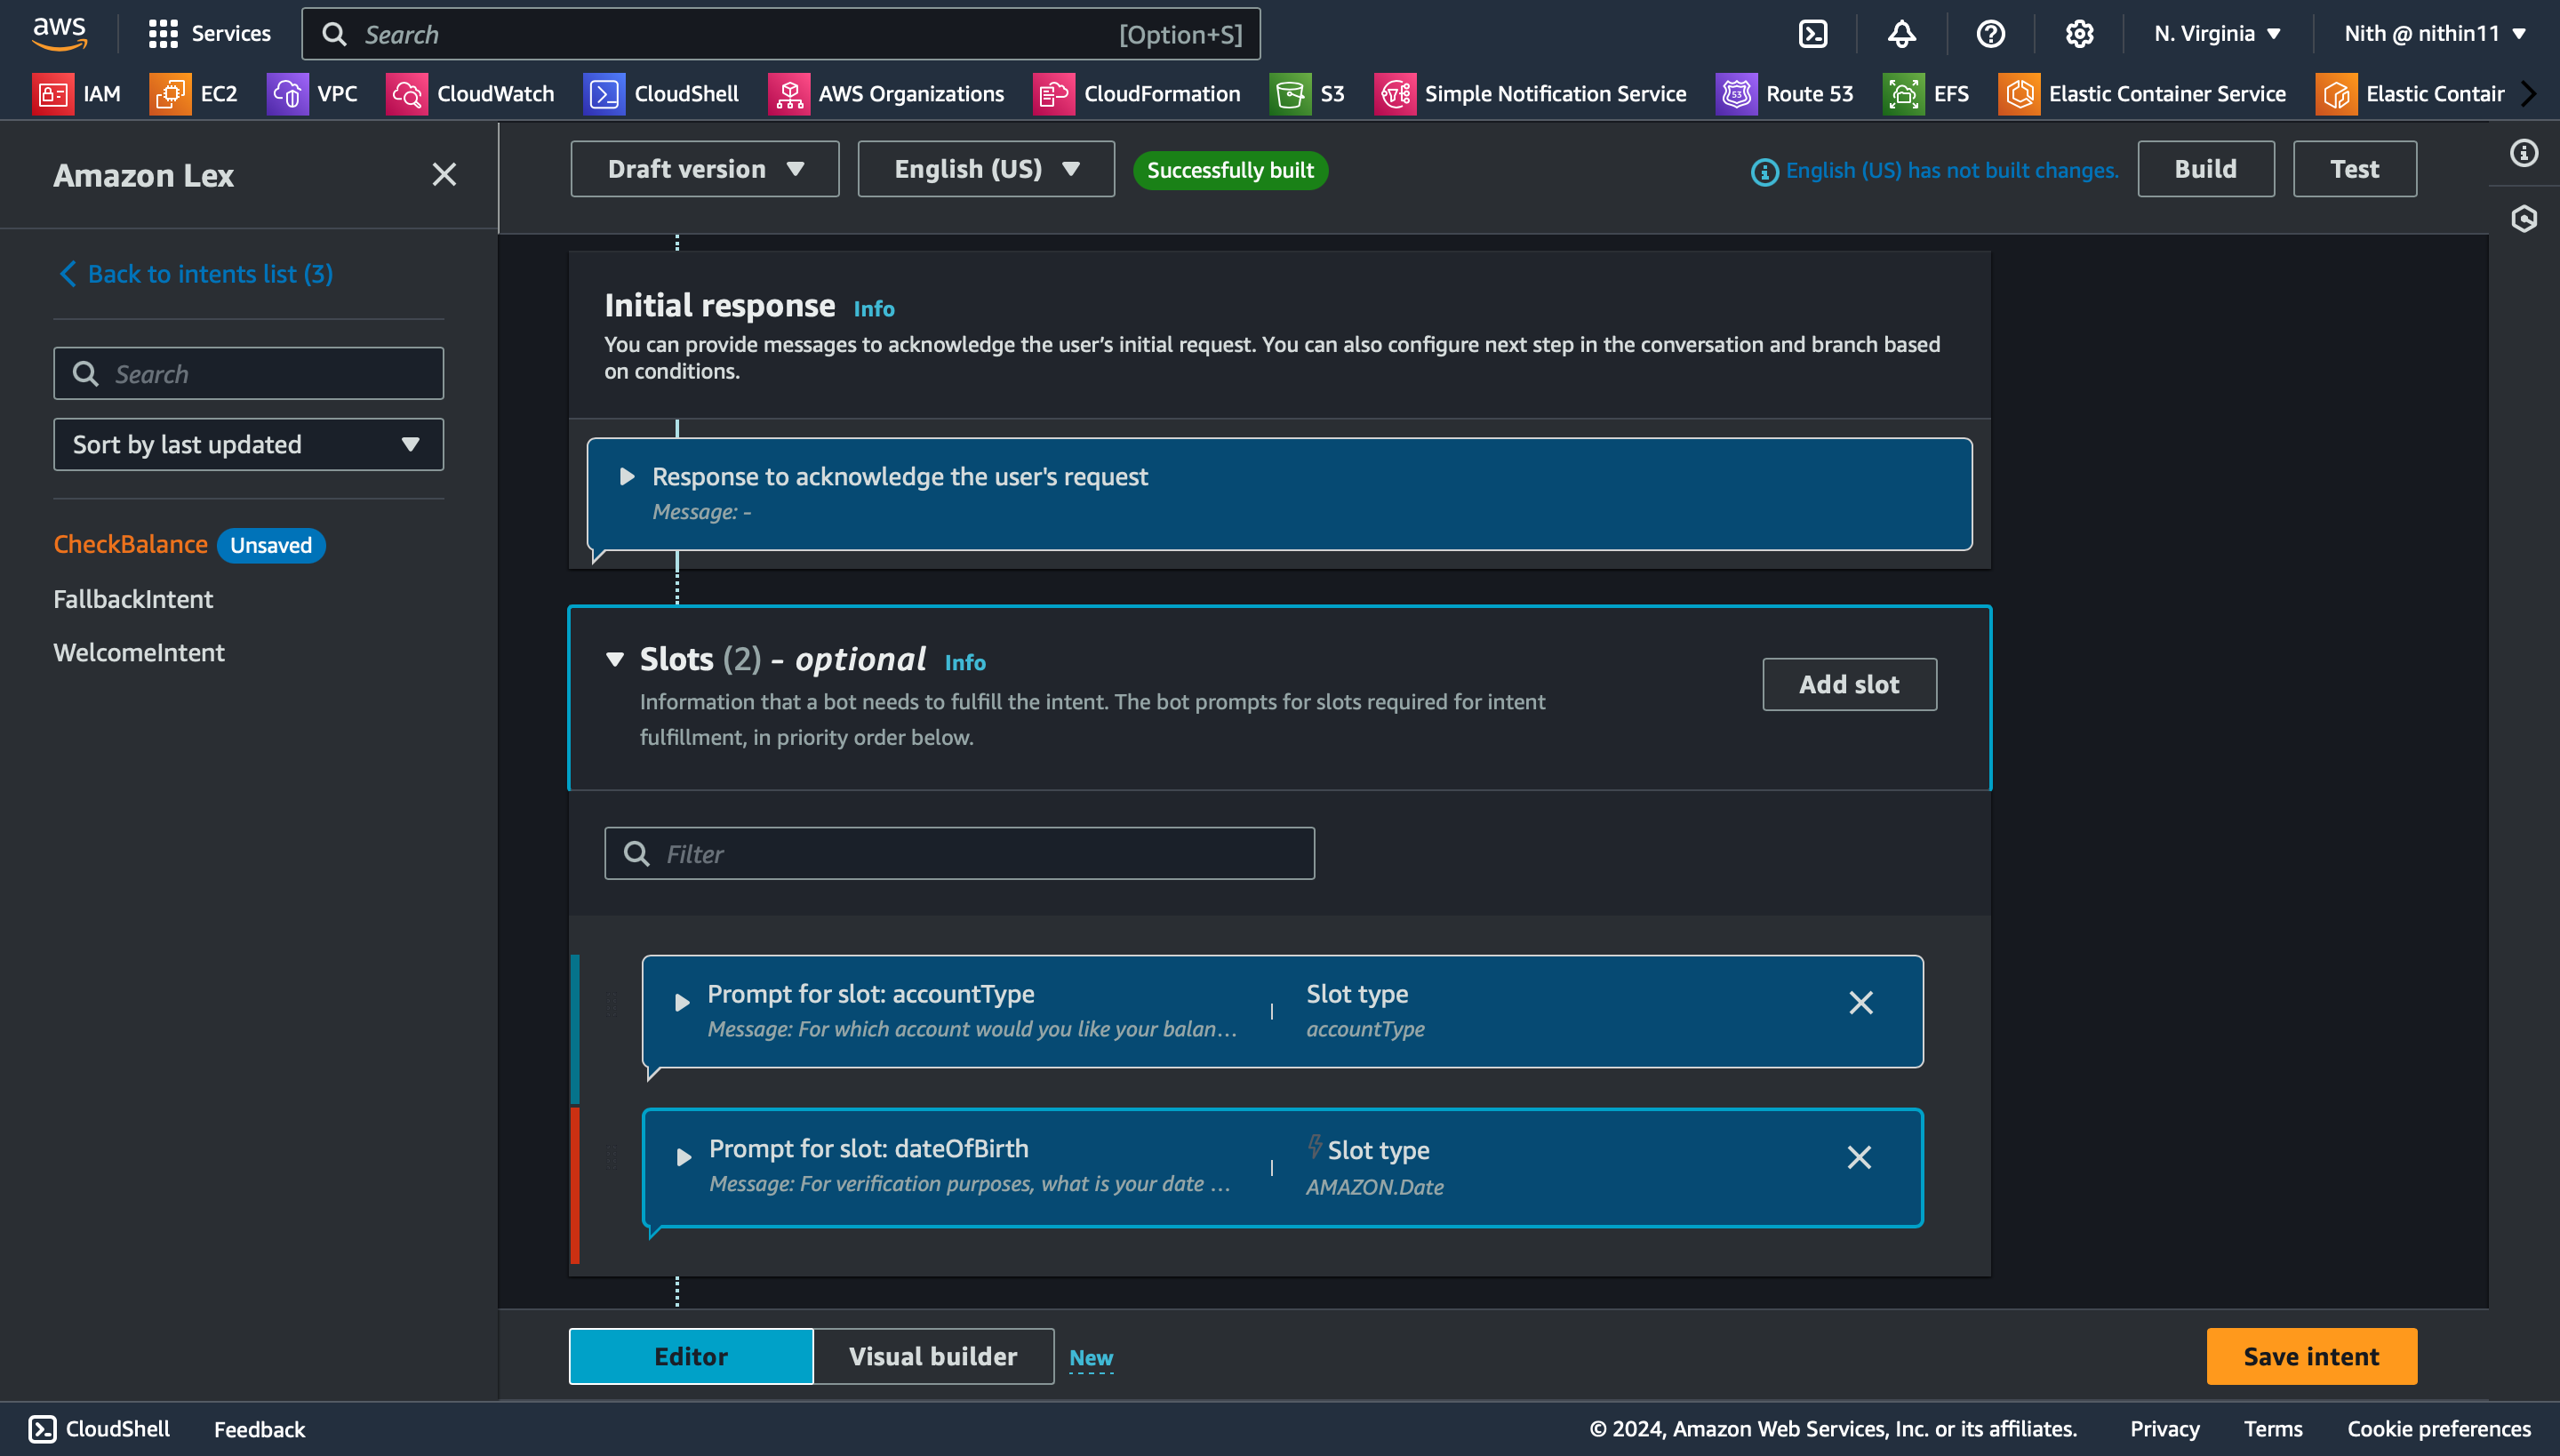 aws
Services
Search
[Option+S]
N. Virginia
Nith @ nithin11
IAM
EC2
VPC
CloudWatch
CloudShell
AWS Organizations
CloudFormation
S3
Simple Notification Service
53
Route 53
EFS
Elastic Container Service
Elastic Contair
Amazon Lex
Draft version
English (US)
Successfully built
English (US) has not built changes.
Build
Test
Back to intents list (3)
Search
Sort by last updated
CheckBalance
Unsaved
FallbackIntent
WelcomeIntent
Initial response Info
You can provide messages to acknowledge the user’s initial request. You can also configure next step in the conversation and branch based
on conditions.
Response to acknowledge the user's request
Message: -
Slots (2) - optional Info
Information that a bot needs to fulfill the intent. The bot prompts for slots required for intent
fulfillment, in priority order below.
Add slot
Filter
Prompt for slot: accountType
Message: For which account would you like your balan...
Slot type
accountType
Prompt for slot: dateOfBirth
Message: For verification purposes, what is your date ...
Slot type
AMAZON.Date
Editor
Visual builder
New
Save intent
CloudShell
Feedback
© 2024, Amazon Web Services, Inc. or its affiliates.
Privacy
Terms
Cookie preferences